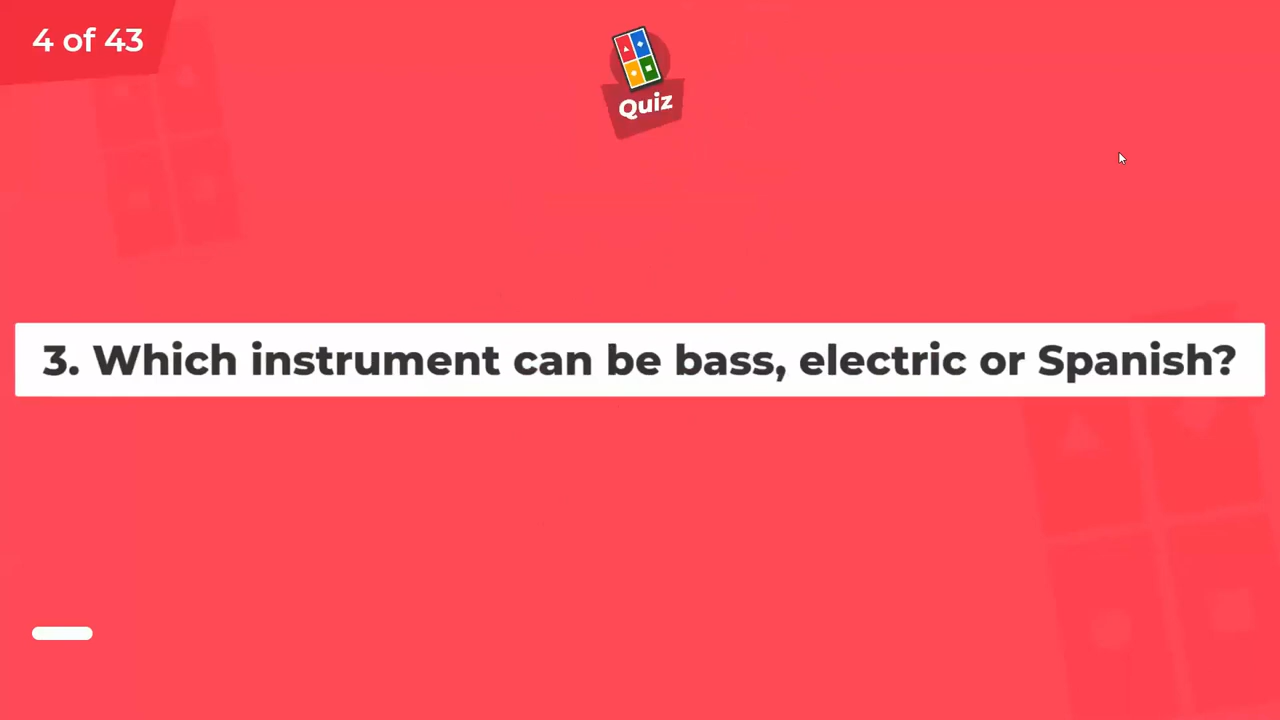 4 of 43
Quiz
3. Which instrument can be bass, electric or Spanish?